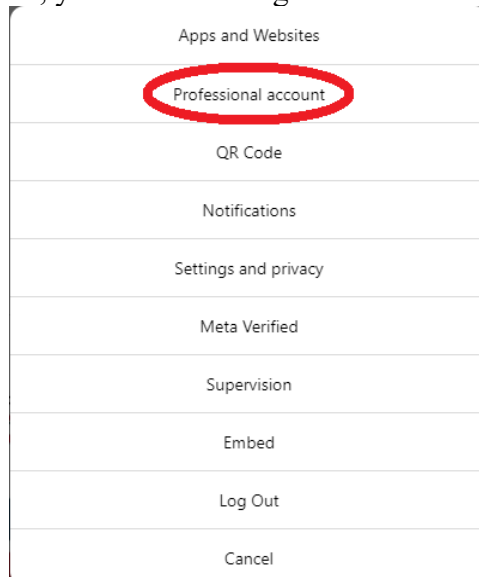 Apps and Websites
Professional account
QR Code
Notifications
Settings and privacy
Meta Verified
Supervision
Embed
Log Out
Cancel